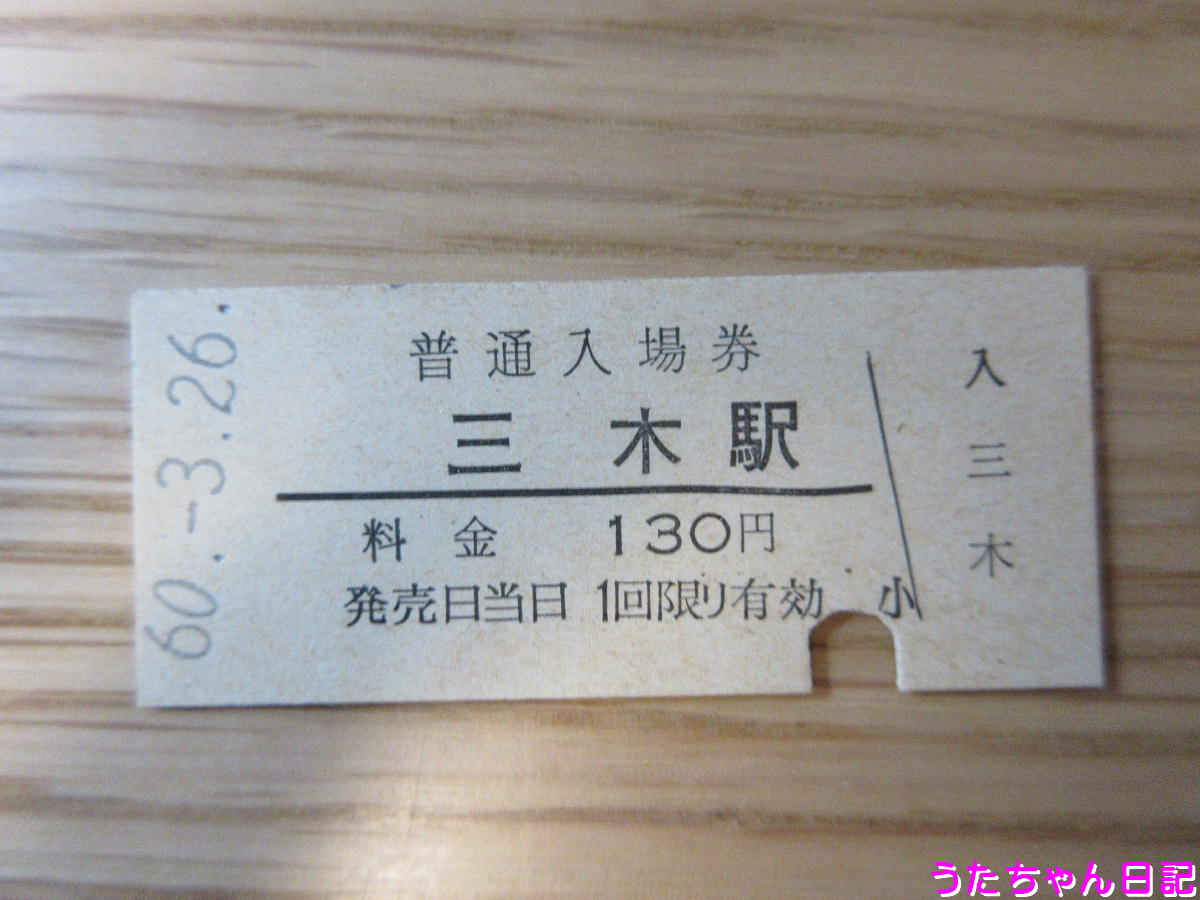 60.-3.26.
普通入場券
三木駅
料金 130円
発売日当日 1回限り有効 小
入
三
木
うたちゃん日記